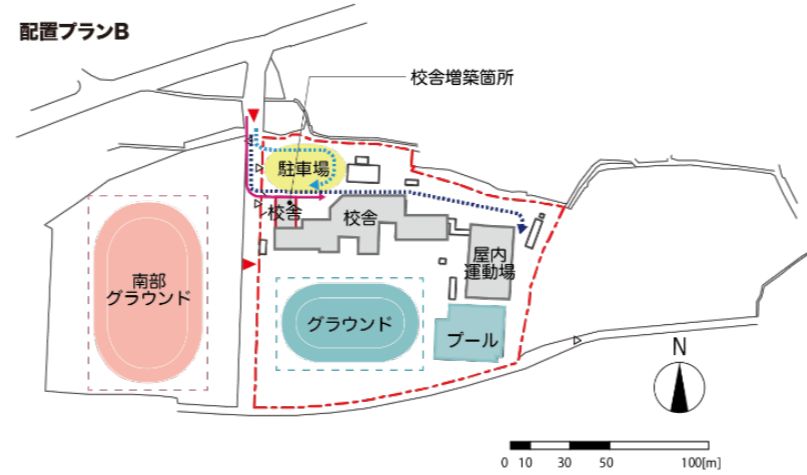 配置プランB
校舎増築箇所
駐車場
校舎
校舎
屋内
運動場
南部
グラウンド
グラウンド
プール
N
0 10 30 50 100[m]